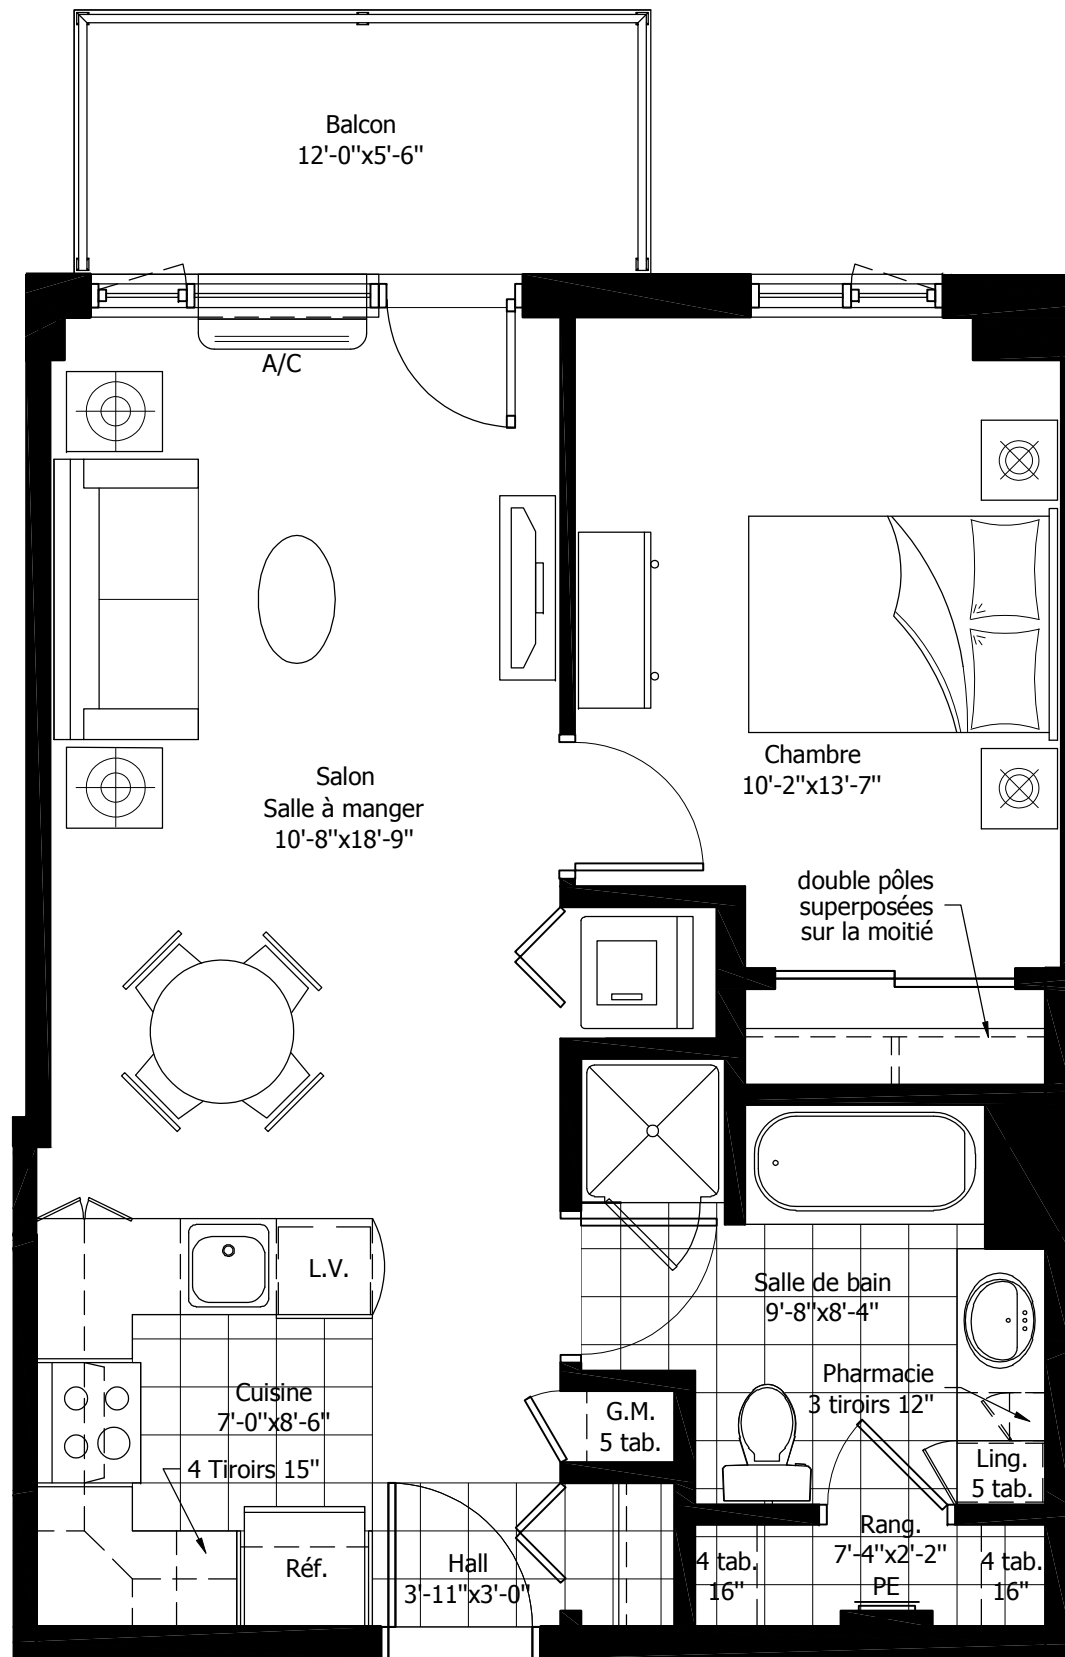 Balcon
12'-0"x5'-6"
A/C
Chambre
10'-2"x13'-7"
Salon
Salle à manger
10'-8"x18'-9"
double pôles
superposées
sur la moitié
L.V.
Salle de bain
9'-8"x8'-4"
Cuisine
7'-0"x8'-6"
Pharmacie
3 tiroirs 12"
G.M.
5 tab.
4 Tiroirs 15"
Ling.
5 tab.
Réf.
Hall
3'-11"x3'-0"
Rang.
7'-4"x2'-2"
PE
4 tab.
16"
4 tab.
16"